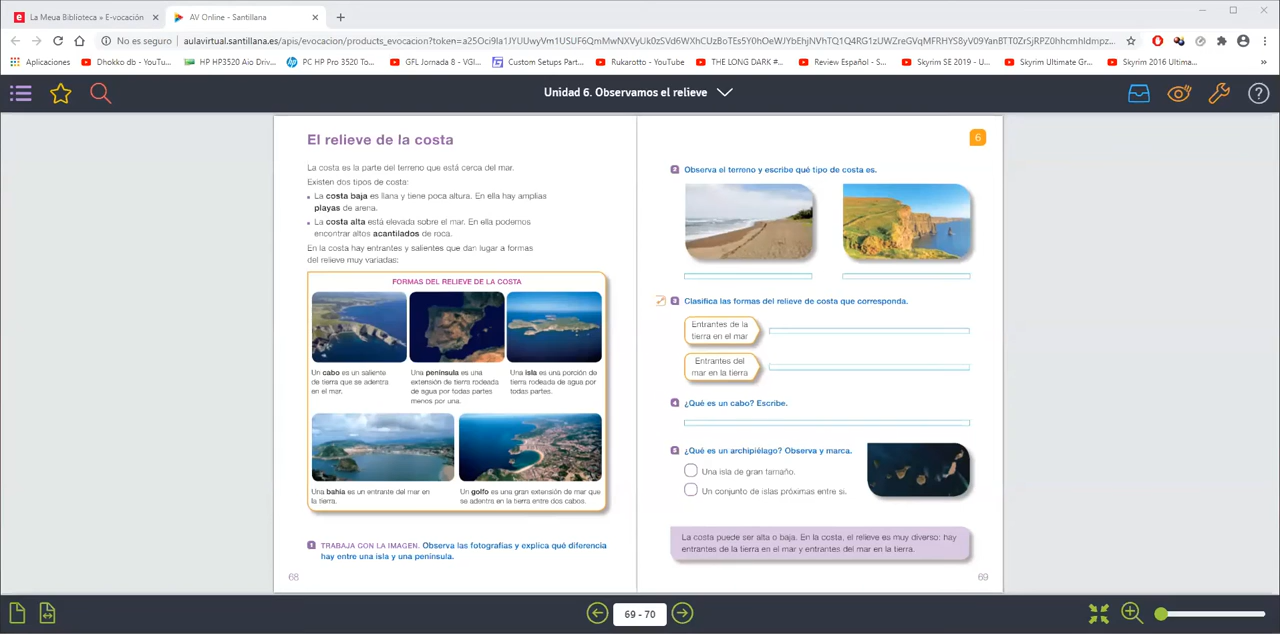 La Meua Biblioteca » E-vocación
AV Online - Santillana
No es seguro
Aplicaciones
Dhokko db - YouTu...
HP HP3520 Aio Driv...
PC HP Pro 3520 To...
GFL Jornada 8 - VGI...
Custom Setups Part...
Rukarotto - YouTube
THE LONG DARK #...
Review Español - S...
Skyrim SE 2019 - U...
Skyrim Ultimate Gr...
Skyrim 2016 Ultima...
Unidad 6. Observamos el relieve
El relieve de la costa
La costa es la parte del terreno que está cerca del mar.
Existen dos tipos de costa:
La costa baja es llana y tiene poca altura. En ella hay amplias
playas de arena.
La costa alta está elevada sobre el mar. En ella podemos
encontrar altos acantilados de roca.
En la costa hay entrantes y salientes que dan lugar a formas
del relieve muy variadas:
FORMAS DEL RELIEVE DE LA COSTA
Un cabo es un saliente
de tierra que se adentra
en el mar.
Una península es una
extensión de tierra rodeada
de agua por todas partes
menos por una.
Una isla es una porción de
tierra rodeada de agua por
todas partes.
Una bahía es un entrante del mar en
la tierra.
Un golfo es una gran extensión de mar que
se adentra en la tierra entre dos cabos.
1 TRABAJA CON LA IMAGEN. Observa las fotografías y explica qué diferencia
hay entre una isla y una península.
68
6
2 Observa el terreno y escribe qué tipo de costa es.
3 Clasifica las formas del relieve de costa que corresponda.
Entrantes de la
tierra en el mar
Entrantes del
mar en la tierra
4 ¿Qué es un cabo? Escribe.
5 ¿Qué es un archipiélago? Observa y marca.
Una isla de gran tamaño.
Un conjunto de islas próximas entre sí.
La costa puede ser alta o baja. En la costa, el relieve es muy diverso: hay
entrantes de la tierra en el mar y entrantes del mar en la tierra.
69
69 - 70